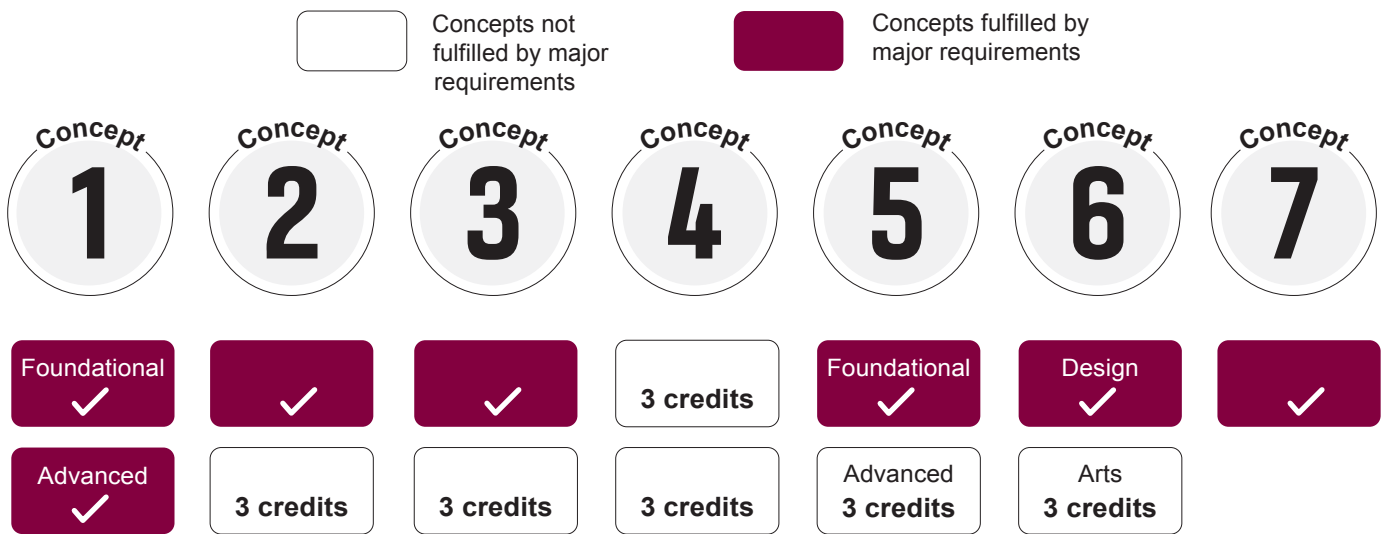 Concepts not
fulfilled by major
requirements
Concepts fulfilled by
major requirements
Concept
1
Concept
2
Concept
3
Concept
4
Concept
5
Concept
6
Concept
7
Foundational
3 credits
Foundational
Design
Advanced
3 credits
3 credits
3 credits
Advanced
3 credits
Arts
3 credits